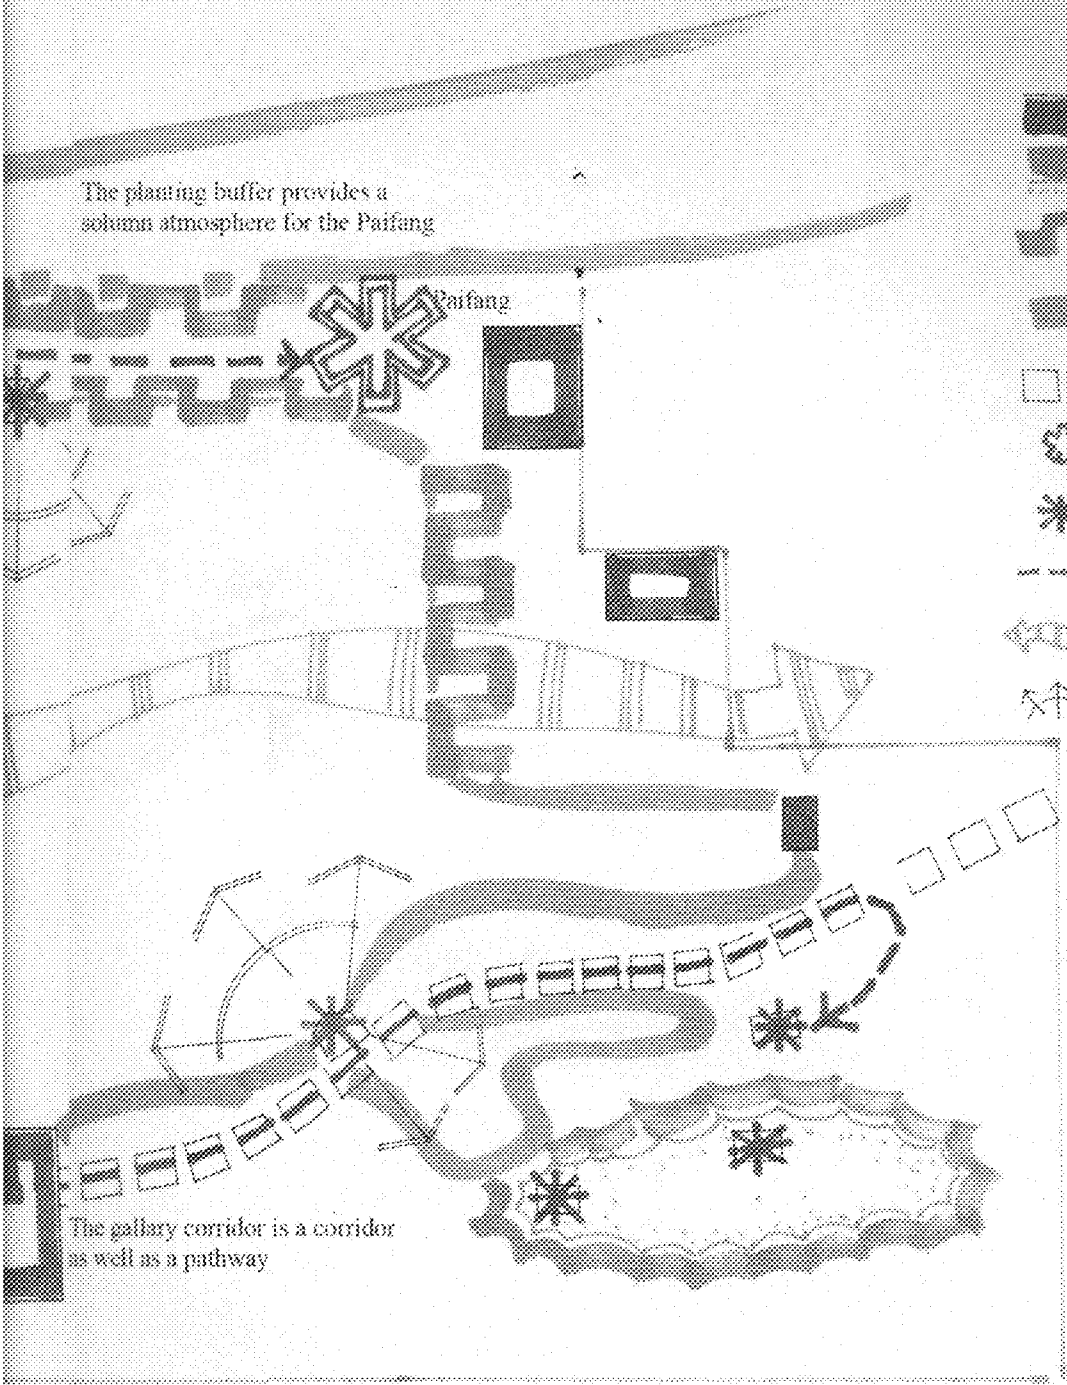 The planting buffer provides a
solumn atmosphere for the Paifang
Paifang
The gallary corridor is a corridor
as well as a pathway